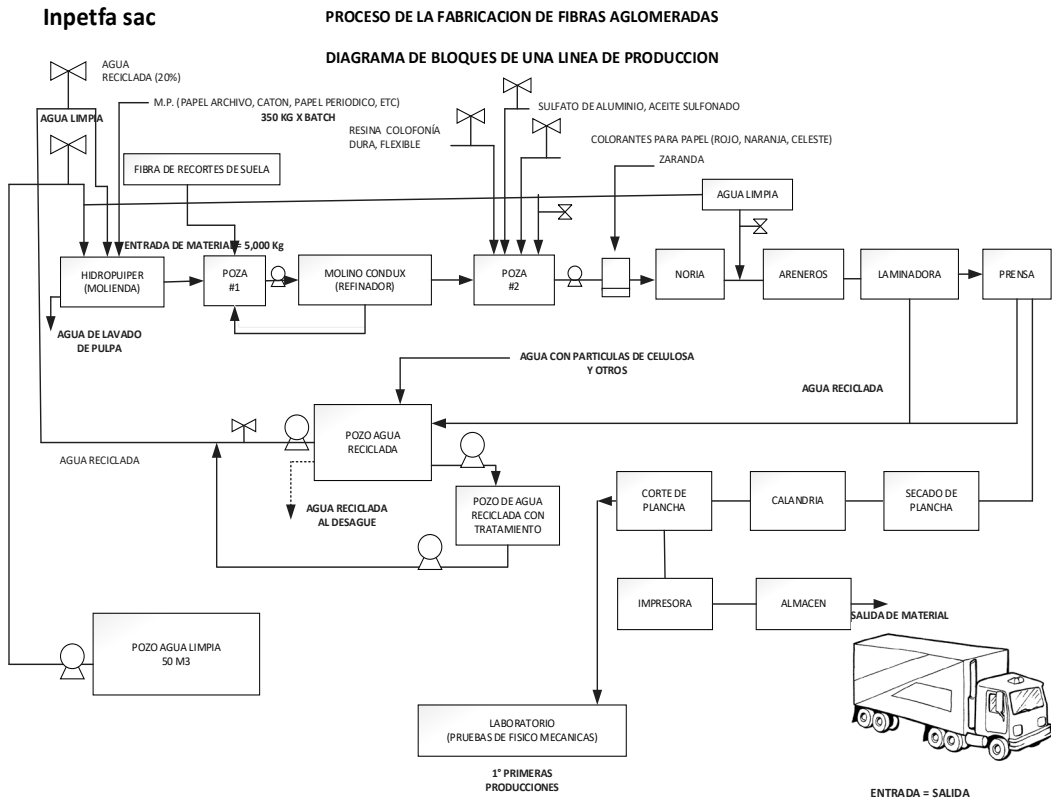 Inpetfa sac
PROCESO DE LA FABRICACION DE FIBRAS AGLOMERADAS
DIAGRAMA DE BLOQUES DE UNA LINEA DE PRODUCCION
AGUA
RECICLADA (20%)
M.P. (PAPEL ARCHIVO, CATON, PAPEL PERIODICO, ETC)
350 KG X BATCH
AGUA LIMPIA
SULFATO DE ALUMINIO, ACEITE SULFONADO
RESINA COLOFONÍA
DURA, FLEXIBLE
COLORANTES PARA PAPEL (ROJO, NARANJA, CELESTE)
ZARANDA
FIBRA DE RECORTES DE SUELA
AGUA LIMPIA
ENTRADA DE MATERIAL = 5,000 Kg
HIDROPUIPER
(MOLIENDA)
POZA
#1
MOLINO CONDUX
(REFINADOR)
POZA
#2
NORIA
ARENEROS
LAMINADORA
PRENSA
AGUA DE LAVADO
DE PULPA
AGUA CON PARTICULAS DE CELULOSA
Y OTROS
AGUA RECICLADA
POZO AGUA
RECICLADA
AGUA RECICLADA
AGUA RECICLADA
AL DESAGUE
POZO DE AGUA
RECICLADA CON
TRATAMIENTO
CORTE DE
PLANCHA
CALANDRIA
SECADO DE
PLANCHA
IMPRESORA
ALMACEN
SALIDA DE MATERIAL
POZO AGUA LIMPIA
50 M3
LABORATORIO
(PRUEBAS DE FISICO MECANICAS)
1° PRIMERAS
PRODUCCIONES
ENTRADA = SALIDA